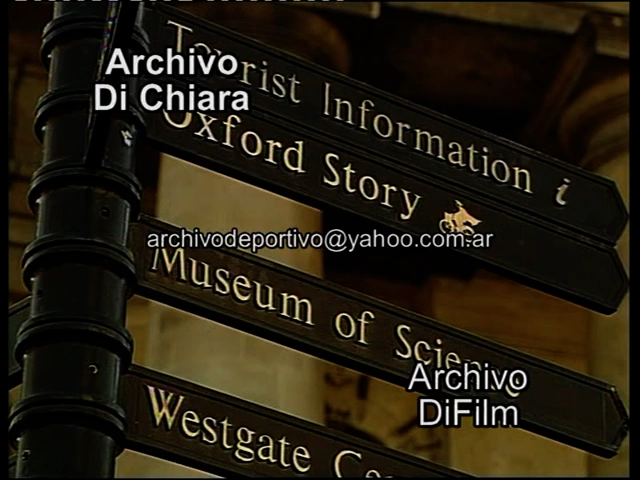 Tourist Information i
Archivo
Di Chiara
Oxford Story
archivodeportivo@yahoo.com.ar
Museum of Science
Archivo
DiFilm
Westgate